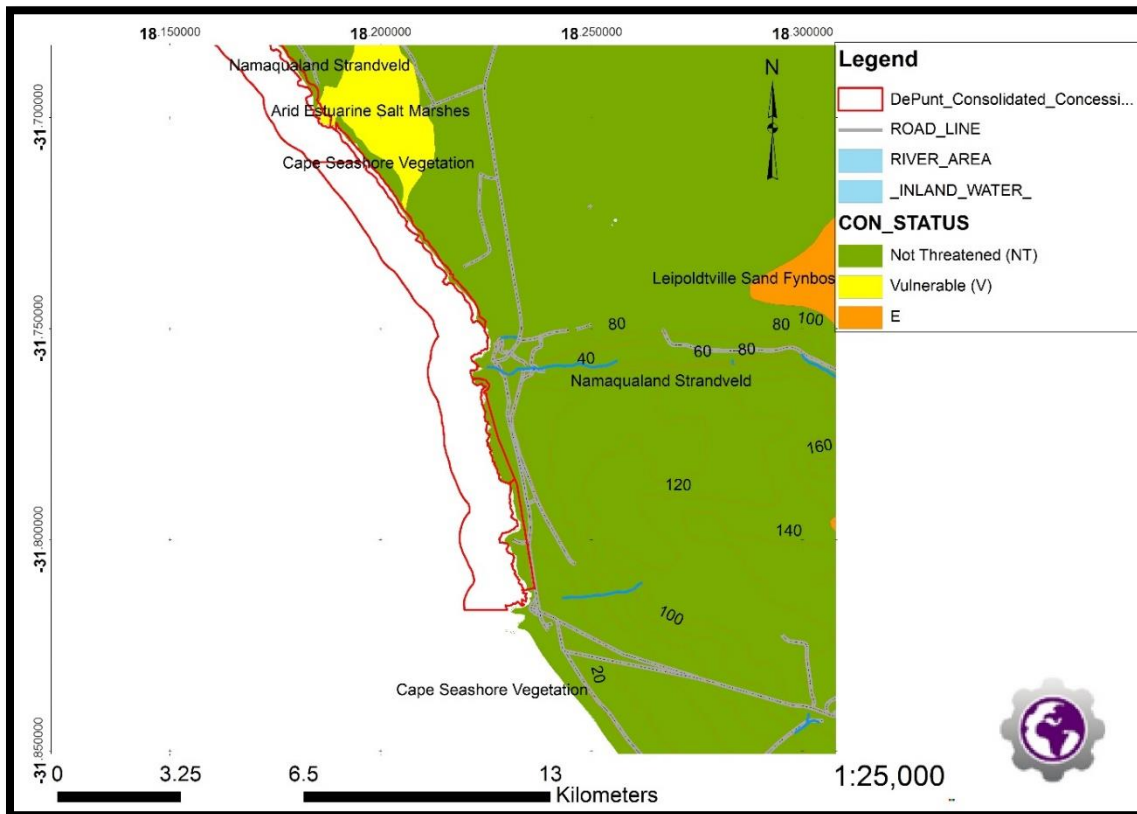 18.150000 18.200000 18.250000 18.300000
Legend
DePunt_Consolidated_Concessi...
ROAD_LINE
RIVER_AREA
_INLAND_WATER_
CON_STATUS
Not Threatened (NT)
Vulnerable (V)
E
N
-31.700000
-31.750000
-31.800000
-31.850000
Namaqualand Strandveld
Arid Estuarine Salt Marshes
Cape Seashore Vegetation
Leipoldtville Sand Fynbos
80 80 100
40 60 80
Namaqualand Strandveld
160
120
140
100
20
Cape Seashore Vegetation
0 3.25 6.5 13
Kilometers
1:25,000